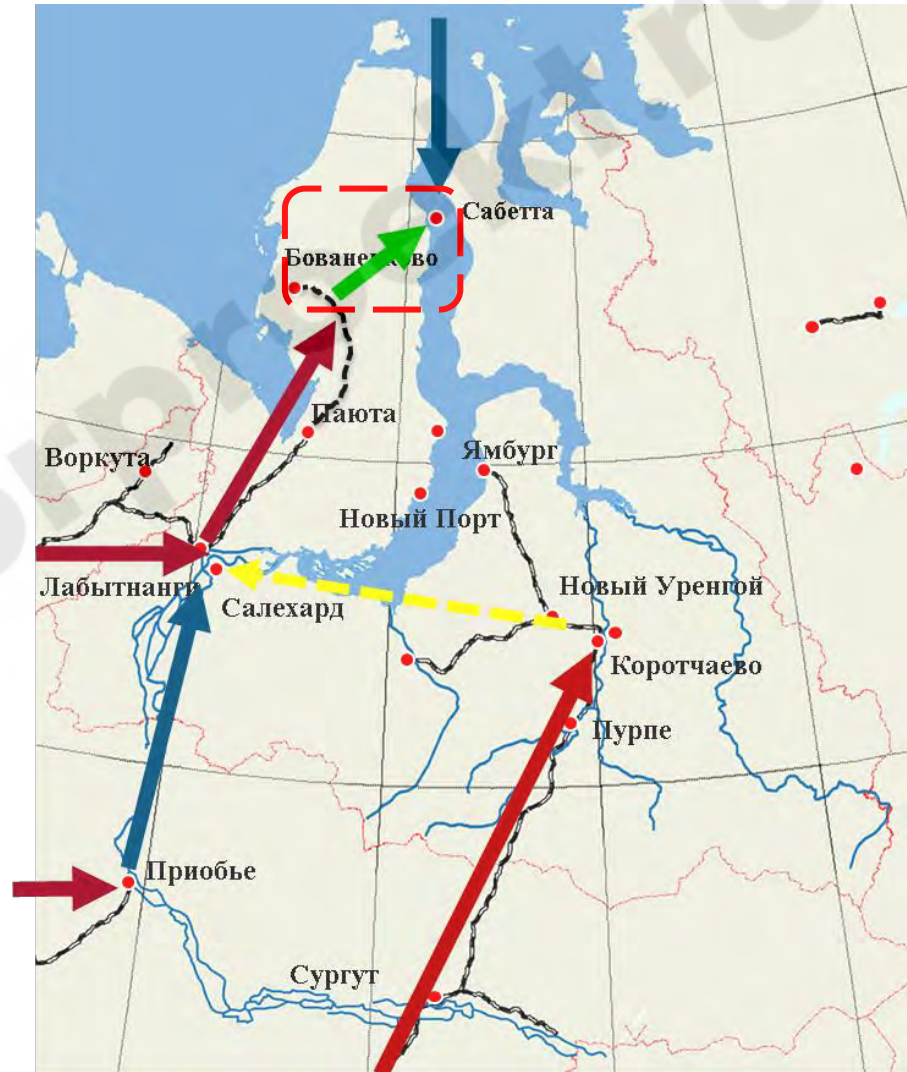 Сабетта
Бованенково
Паюта
Воркута
Ямбург
Новый Порт
Лабытнанги
Новый Уренгой
Салехард
Коротчаево
Пурпе
Приобье
Сургут